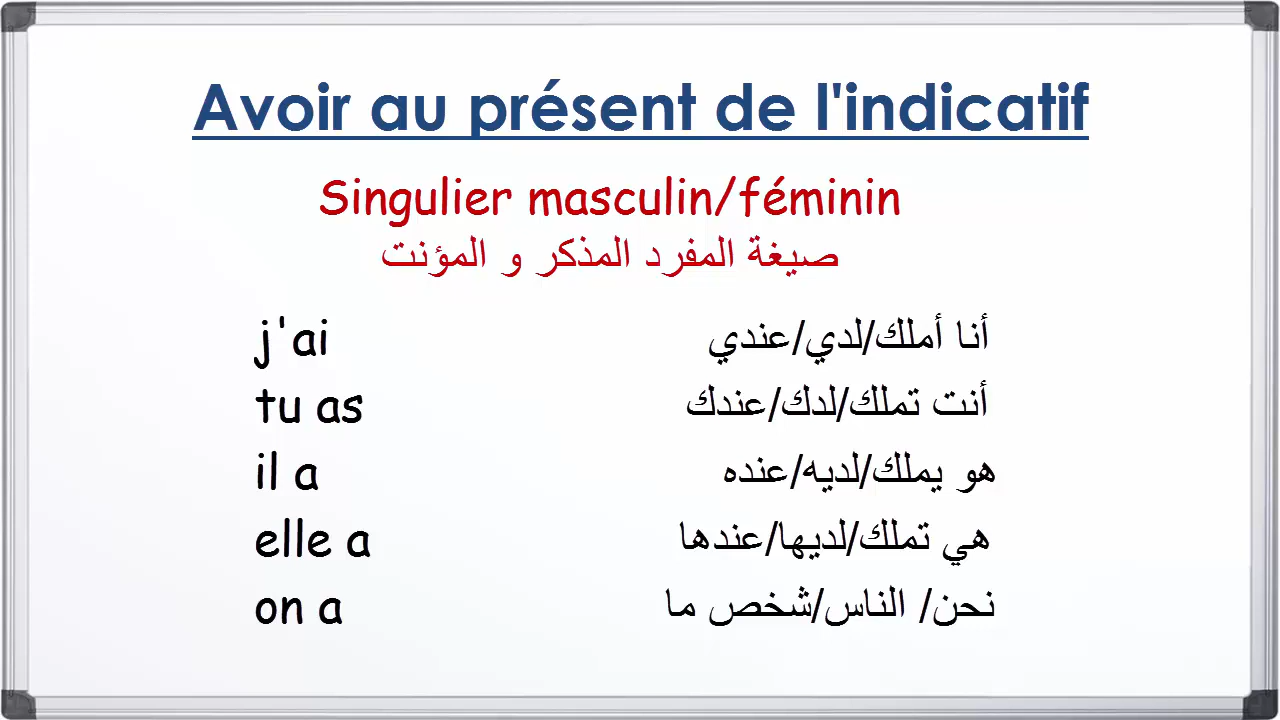 Avoir au présent de l'indicatif
Singulier masculin/féminin
صيغة المفرد المذكر و المؤنت
j'ai أنا أملك/لدي/عندي
tu as أنت تملك/لدك/عندك
il a هو يملك/لديه/عنده
elle a هي تملك/لديها/عندها
on a نحن/ الناس/شخص ما